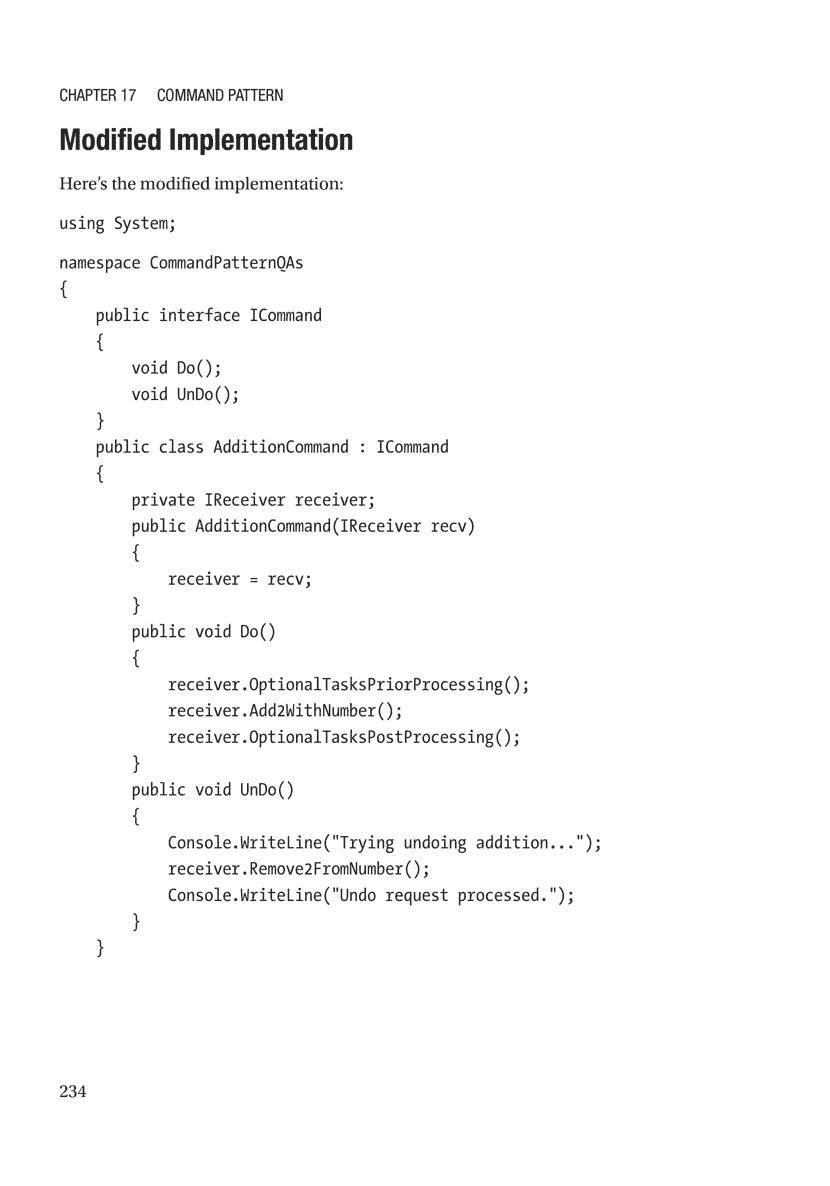 CHAPTER 17 COMMAND PATTERN
Modified Implementation
Here’s the modified implementation:
using System;
namespace CommandPatternQAs
{
    public interface ICommand
    {
        void Do();
        void UnDo();
    }
    public class AdditionCommand : ICommand
    {
        private IReceiver receiver;
        public AdditionCommand(IReceiver recv)
        {
            receiver = recv;
        }
        public void Do()
        {
            receiver.OptionalTasksPriorProcessing();
            receiver.Add2WithNumber();
            receiver.OptionalTasksPostProcessing();
        }
        public void UnDo()
        {
            Console.WriteLine("Trying undoing addition...");
            receiver.Remove2FromNumber();
            Console.WriteLine("Undo request processed.");
        }
    }
234